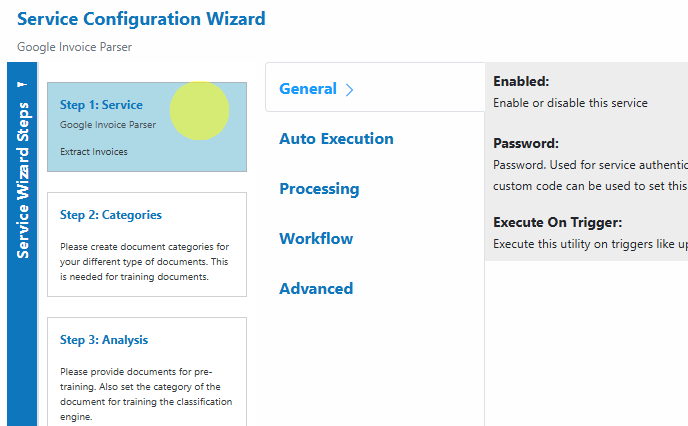 Service Configuration Wizard
Google Invoice Parser
Service Wizard Steps
Step 1: Service
Google Invoice Parser
Extract Invoices
Step 2: Categories
Please create document categories for
your different type of documents. This
is needed for training documents.
Step 3: Analysis
Please provide documents for pre-
training. Also set the category of the
document for training the classification
engine.
General
Auto Execution
Processing
Workflow
Advanced
Enabled:
Enable or disable this service
Password:
Password. Used for service authentic
custom code can be used to set this
Execute On Trigger:
Execute this utility on triggers like up